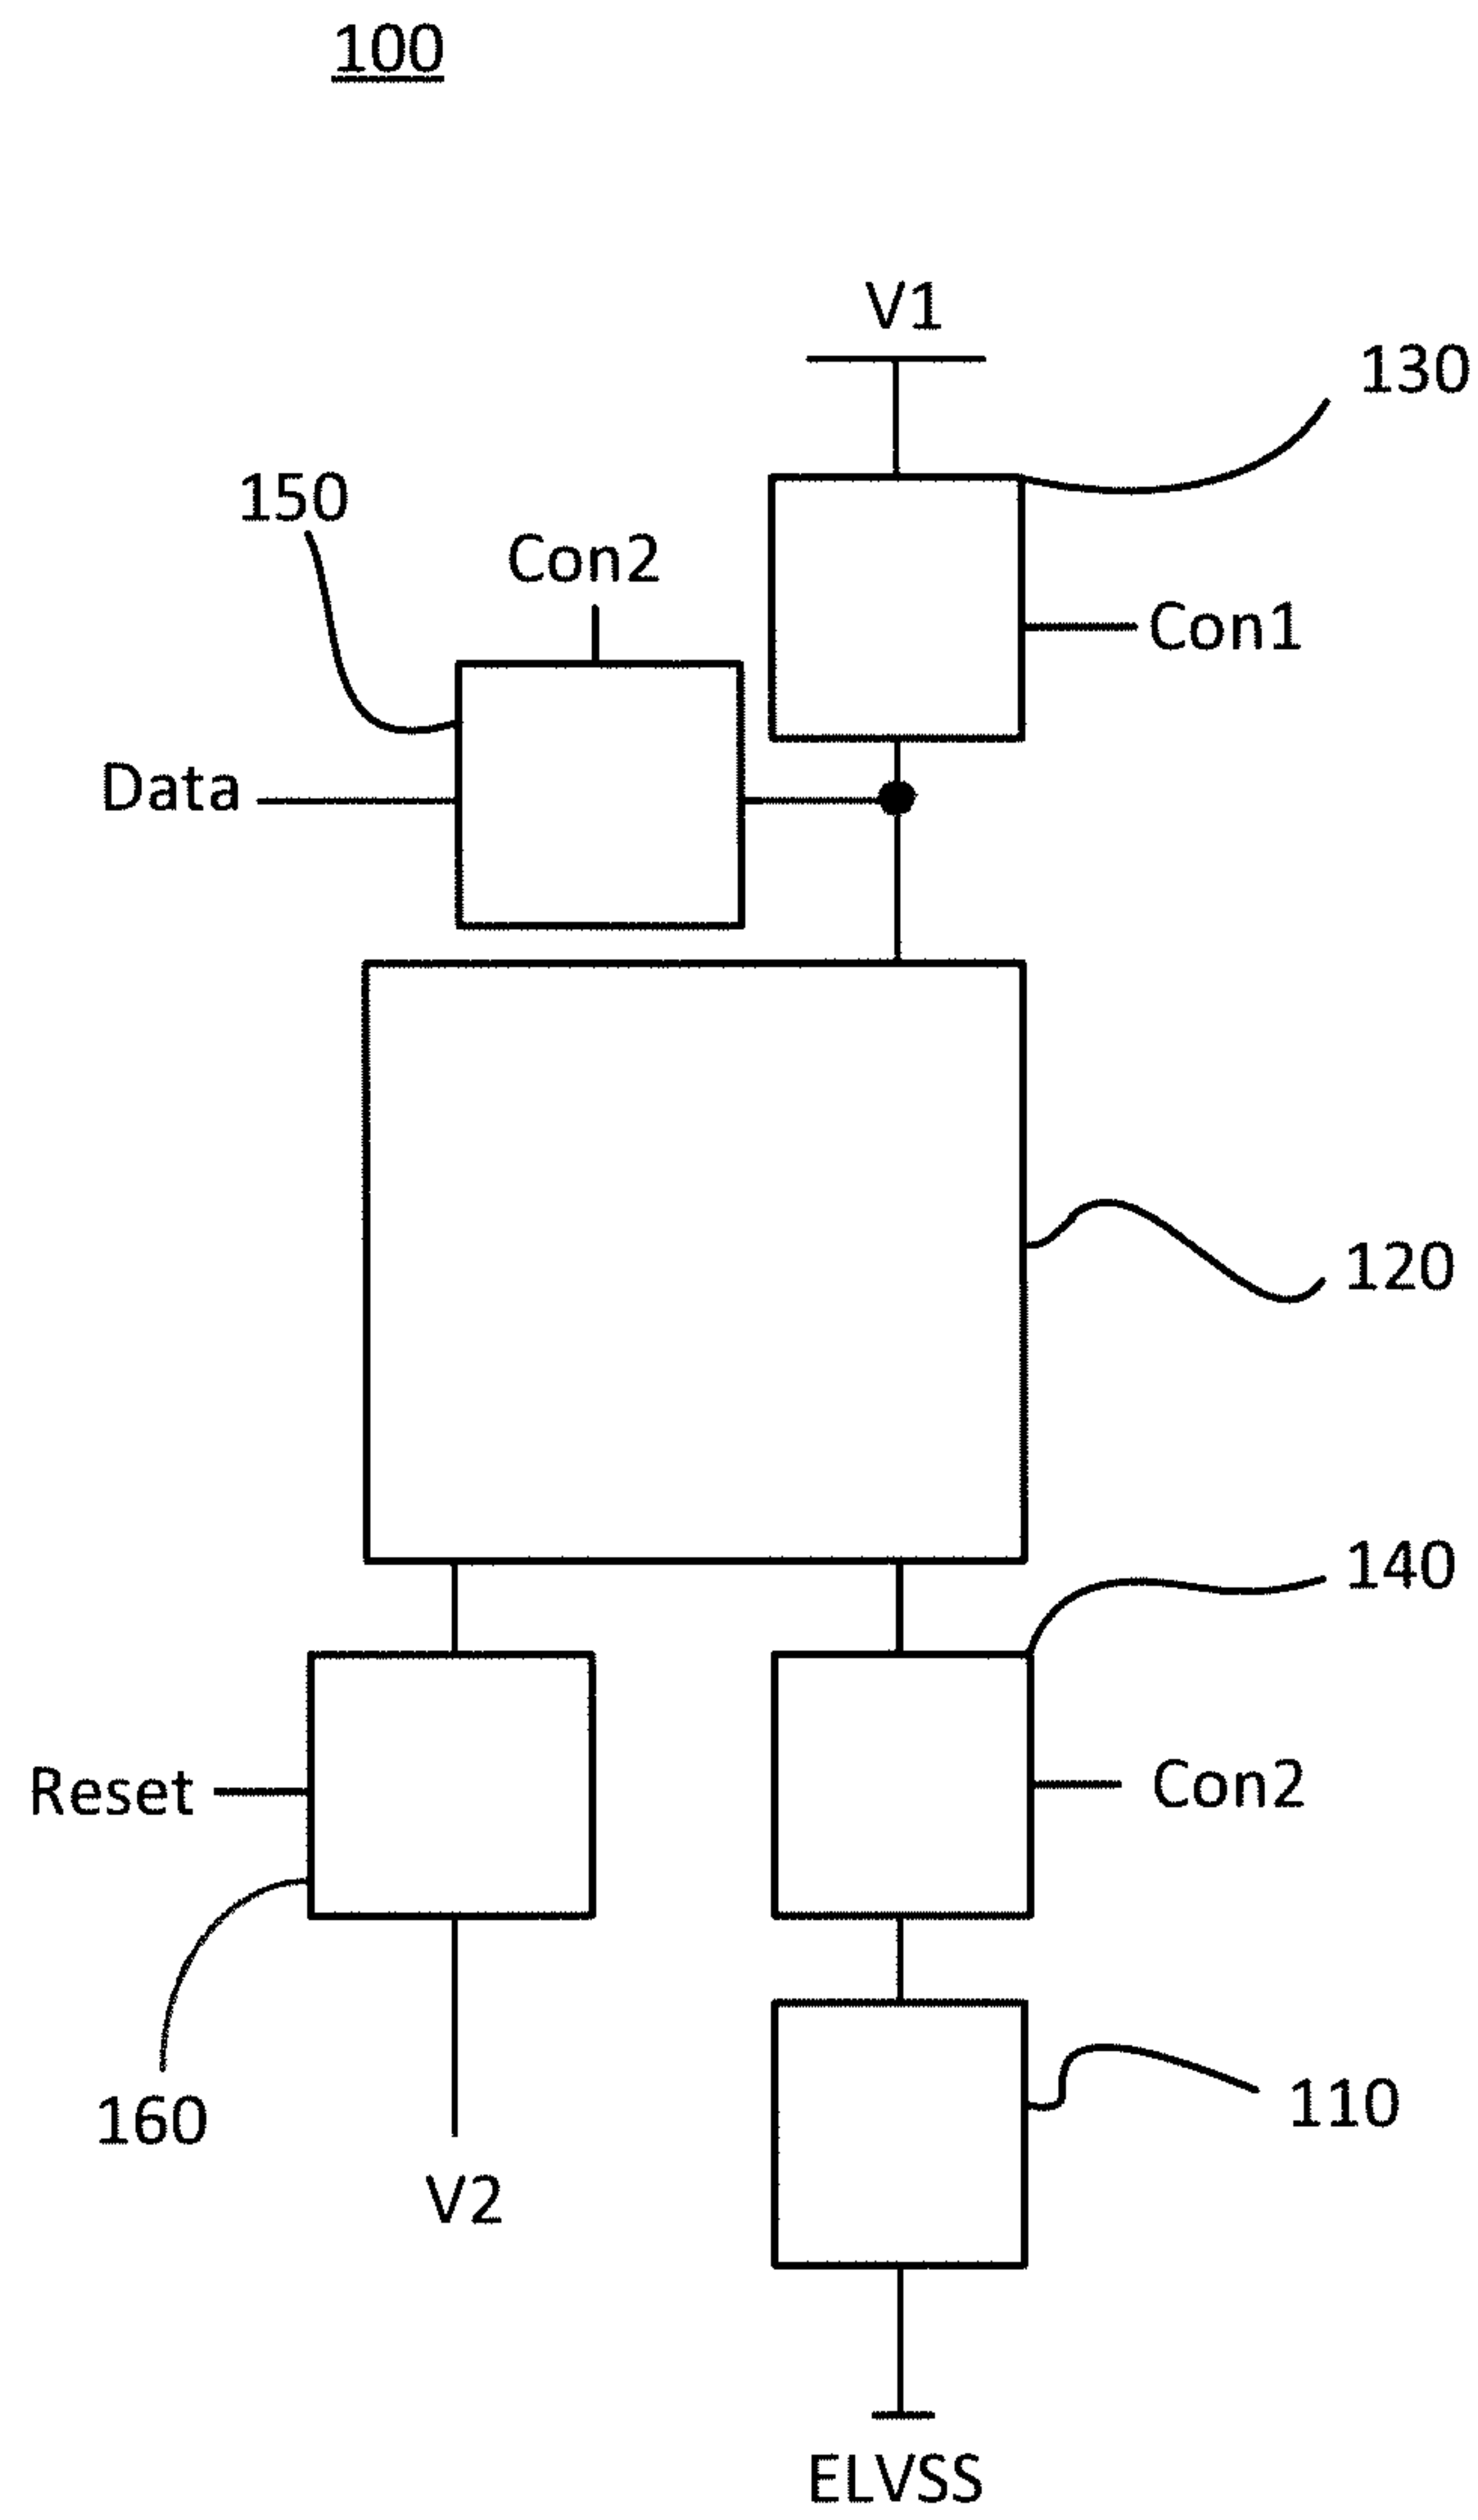 100
V1
130
150
Con2
Con1
Data
120
140
Reset
Con2
160
110
V2
ELVSS